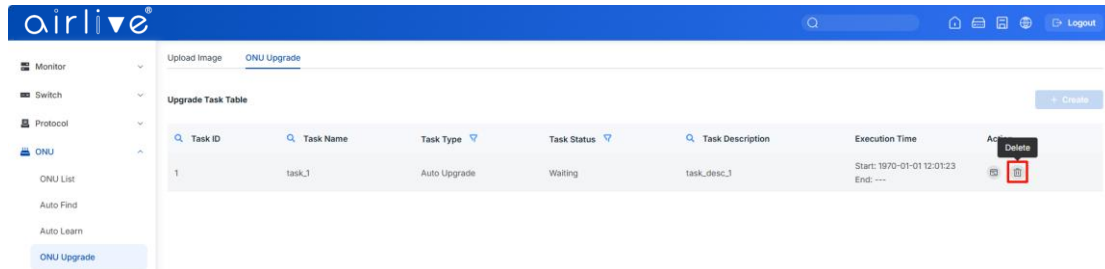 airlive®
Logout
Monitor
Switch
Protocol
ONU
ONU List
Auto Find
Auto Learn
ONU Upgrade
Upload Image ONU Upgrade
Upgrade Task Table
+ Create
Task ID Task Name Task Type Task Status Task Description Execution Time Action
Delete
1 task_1 Auto Upgrade Waiting task_desc_1 Start: 1970-01-01 12:01:23
End: ---